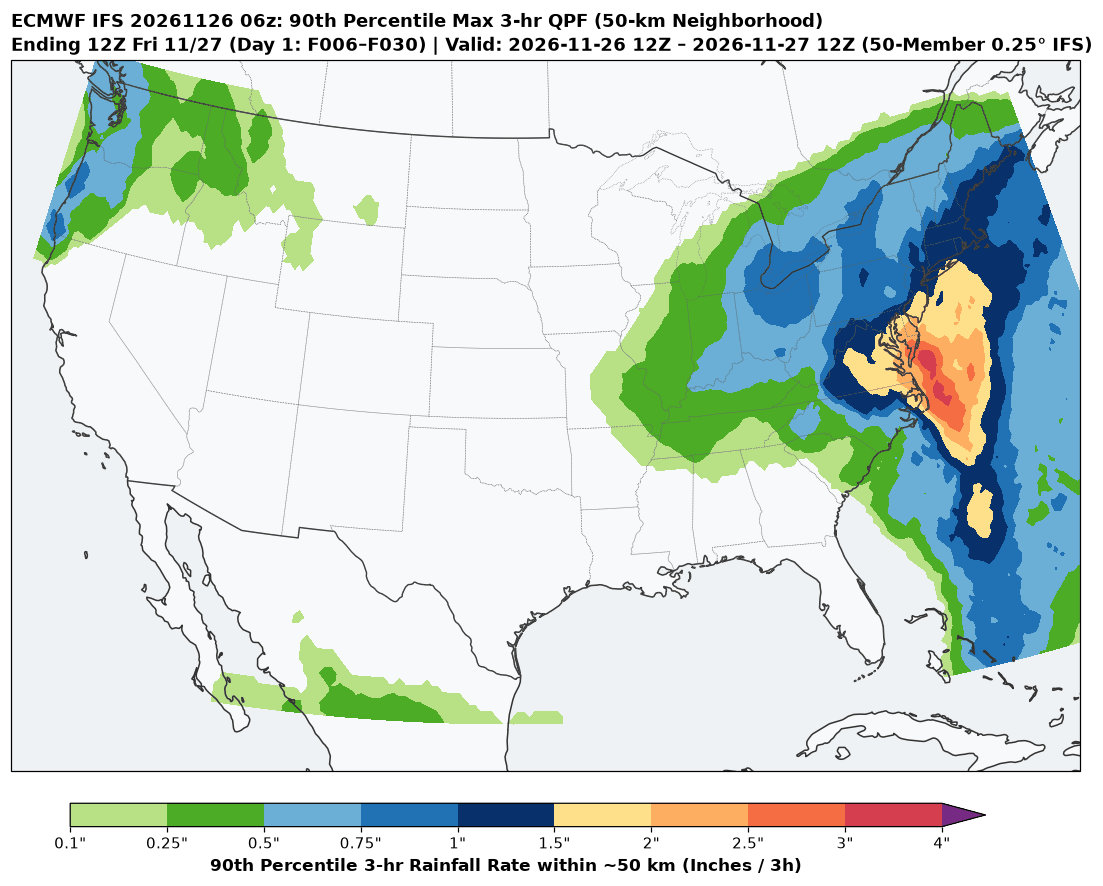 ECMWF IFS 20261126 06z: 90th Percentile Max 3-hr QPF (50-km Neighborhood)
Ending 12Z Fri 11/27 (Day 1: F006–F030) | Valid: 2026-11-26 12Z – 2026-11-27 12Z (50-Member 0.25° IFS)
0.1" 0.25" 0.5" 0.75" 1" 1.5" 2" 2.5" 3" 4"
90th Percentile 3-hr Rainfall Rate within ~50 km (Inches / 3h)